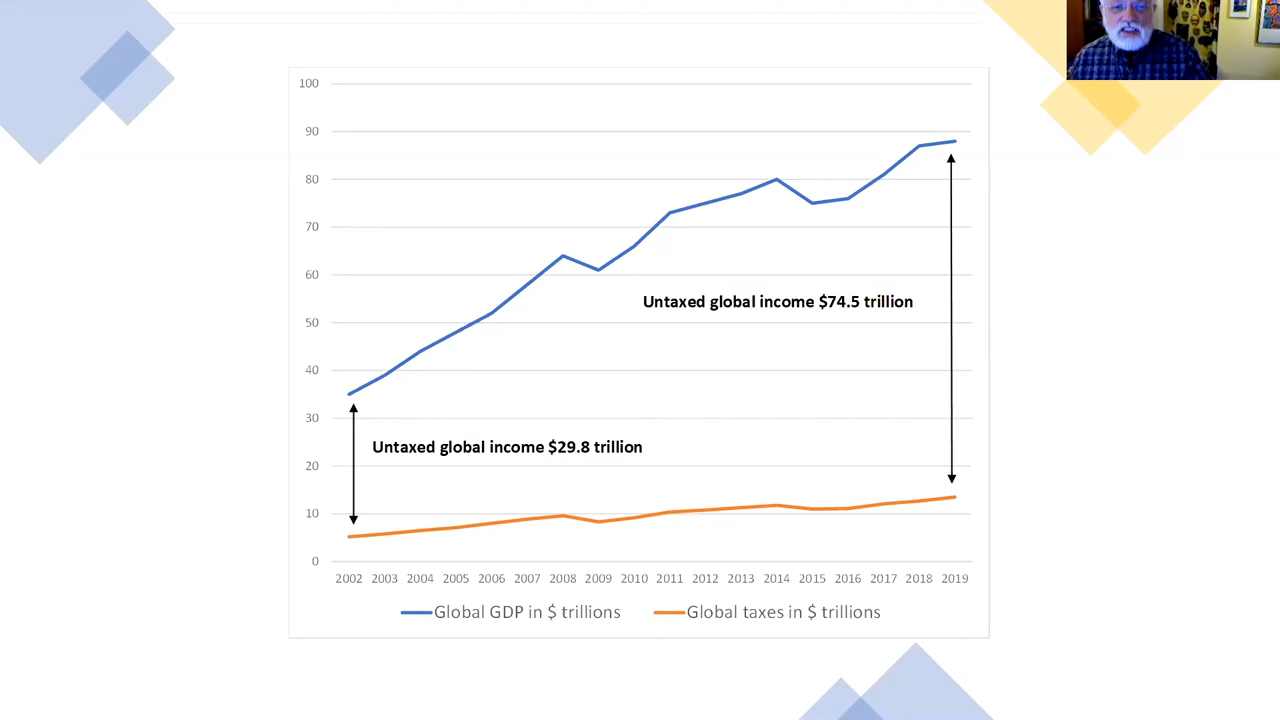 100
90
80
70
60
50
40
30
20
10
0
Untaxed global income $74.5 trillion
Untaxed global income $29.8 trillion
2002 2003 2004 2005 2006 2007 2008 2009 2010 2011 2012 2013 2014 2015 2016 2017 2018 2019
Global GDP in $ trillions Global taxes in $ trillions